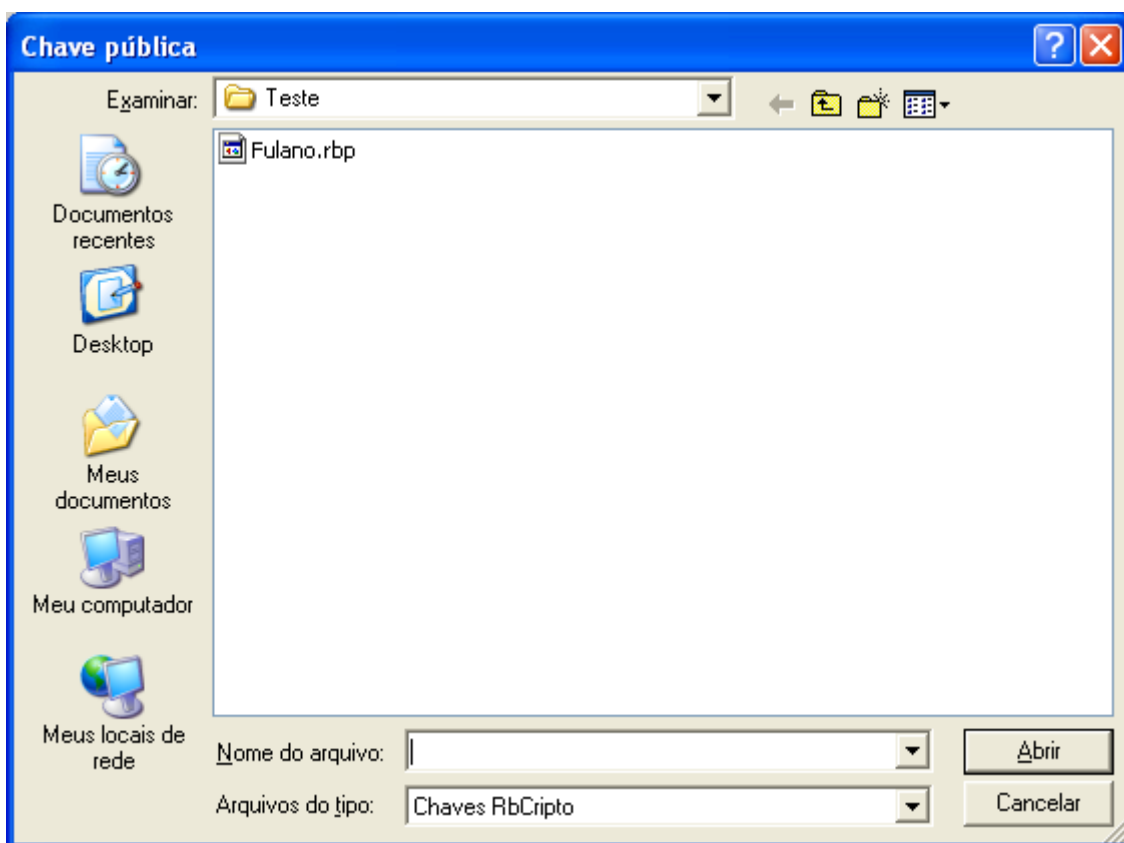 Chave pública
?
Examinar:
Teste
Fulano.rbp
Documentos
recentes
Desktop
Meus
documentos
Meu computador
Meus locais de
rede
Nome do arquivo:
Abrir
Arquivos do tipo:
Chaves RbCripto
Cancelar